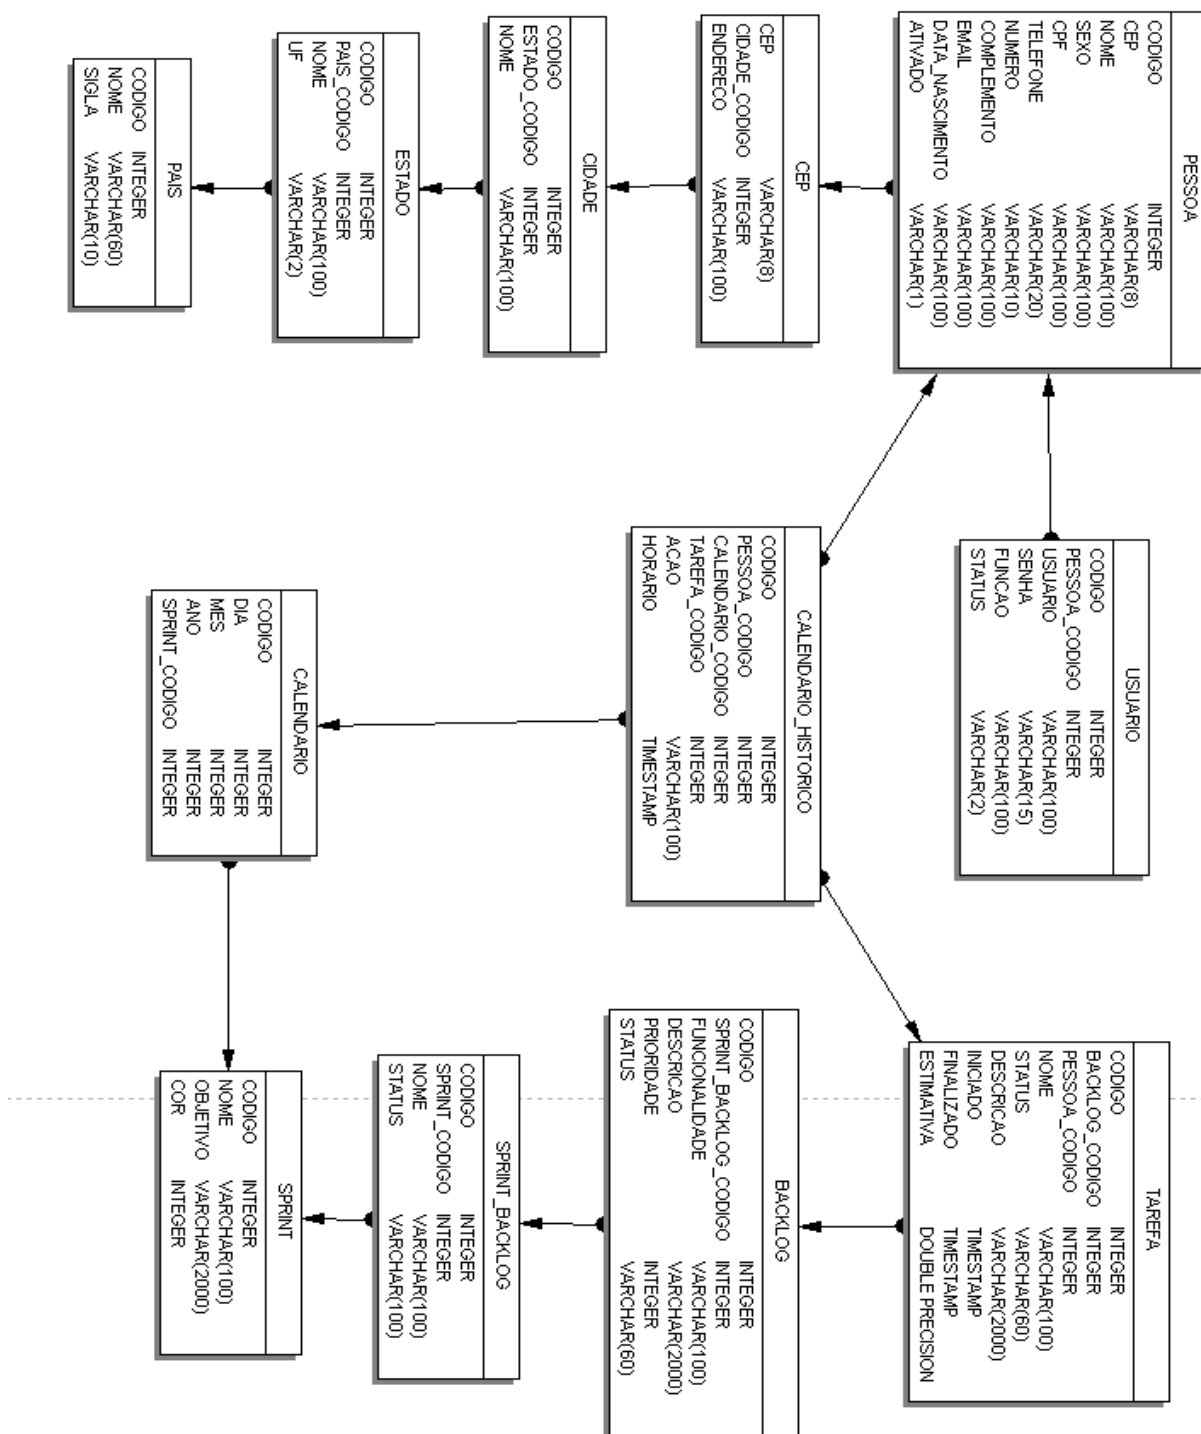 PESSOA
CODIGO INTEGER
CEP VARCHAR(8)
NOME VARCHAR(100)
SEXO VARCHAR(100)
CPF VARCHAR(100)
TELEFONE VARCHAR(20)
NUMERO VARCHAR(10)
COMPLEMENTO VARCHAR(100)
EMAIL VARCHAR(100)
DATA_NASCIMENTO VARCHAR(100)
ATIVADO VARCHAR(1)
USUARIO
CODIGO INTEGER
PESSOA_CODIGO INTEGER
USUARIO VARCHAR(100)
SENHA VARCHAR(15)
FUNCAO VARCHAR(100)
STATUS VARCHAR(2)
TAREFA
CODIGO INTEGER
BACKLOG_CODIGO INTEGER
PESSOA_CODIGO INTEGER
NOME VARCHAR(100)
STATUS VARCHAR(60)
DESCRICAO VARCHAR(2000)
INICIADO TIMESTAMP
FINALIZADO TIMESTAMP
ESTIMATIVA DOUBLE PRECISION
CEP
CEP VARCHAR(8)
CIDADE_CODIGO INTEGER
ENDERECO VARCHAR(100)
CALENDARIO_HISTORICO
CODIGO INTEGER
PESSOA_CODIGO INTEGER
CALENDARIO_CODIGO INTEGER
TAREFA_CODIGO INTEGER
ACAO VARCHAR(100)
HORARIO TIMESTAMP
BACKLOG
CODIGO INTEGER
SPRINT_BACKLOG_CODIGO INTEGER
FUNCIONALIDADE VARCHAR(100)
DESCRICAO VARCHAR(2000)
PRIORIDADE INTEGER
STATUS VARCHAR(60)
CIDADE
CODIGO INTEGER
ESTADO_CODIGO INTEGER
NOME VARCHAR(100)
SPRINT_BACKLOG
CODIGO INTEGER
SPRINT_CODIGO INTEGER
NOME VARCHAR(100)
STATUS VARCHAR(100)
ESTADO
CODIGO INTEGER
PAIS_CODIGO INTEGER
NOME VARCHAR(100)
UF VARCHAR(2)
CALENDARIO
CODIGO INTEGER
DIA INTEGER
MES INTEGER
ANO INTEGER
SPRINT_CODIGO INTEGER
SPRINT
CODIGO INTEGER
NOME VARCHAR(100)
OBJETIVO VARCHAR(2000)
COR INTEGER
PAIS
CODIGO INTEGER
NOME VARCHAR(60)
SIGLA VARCHAR(10)